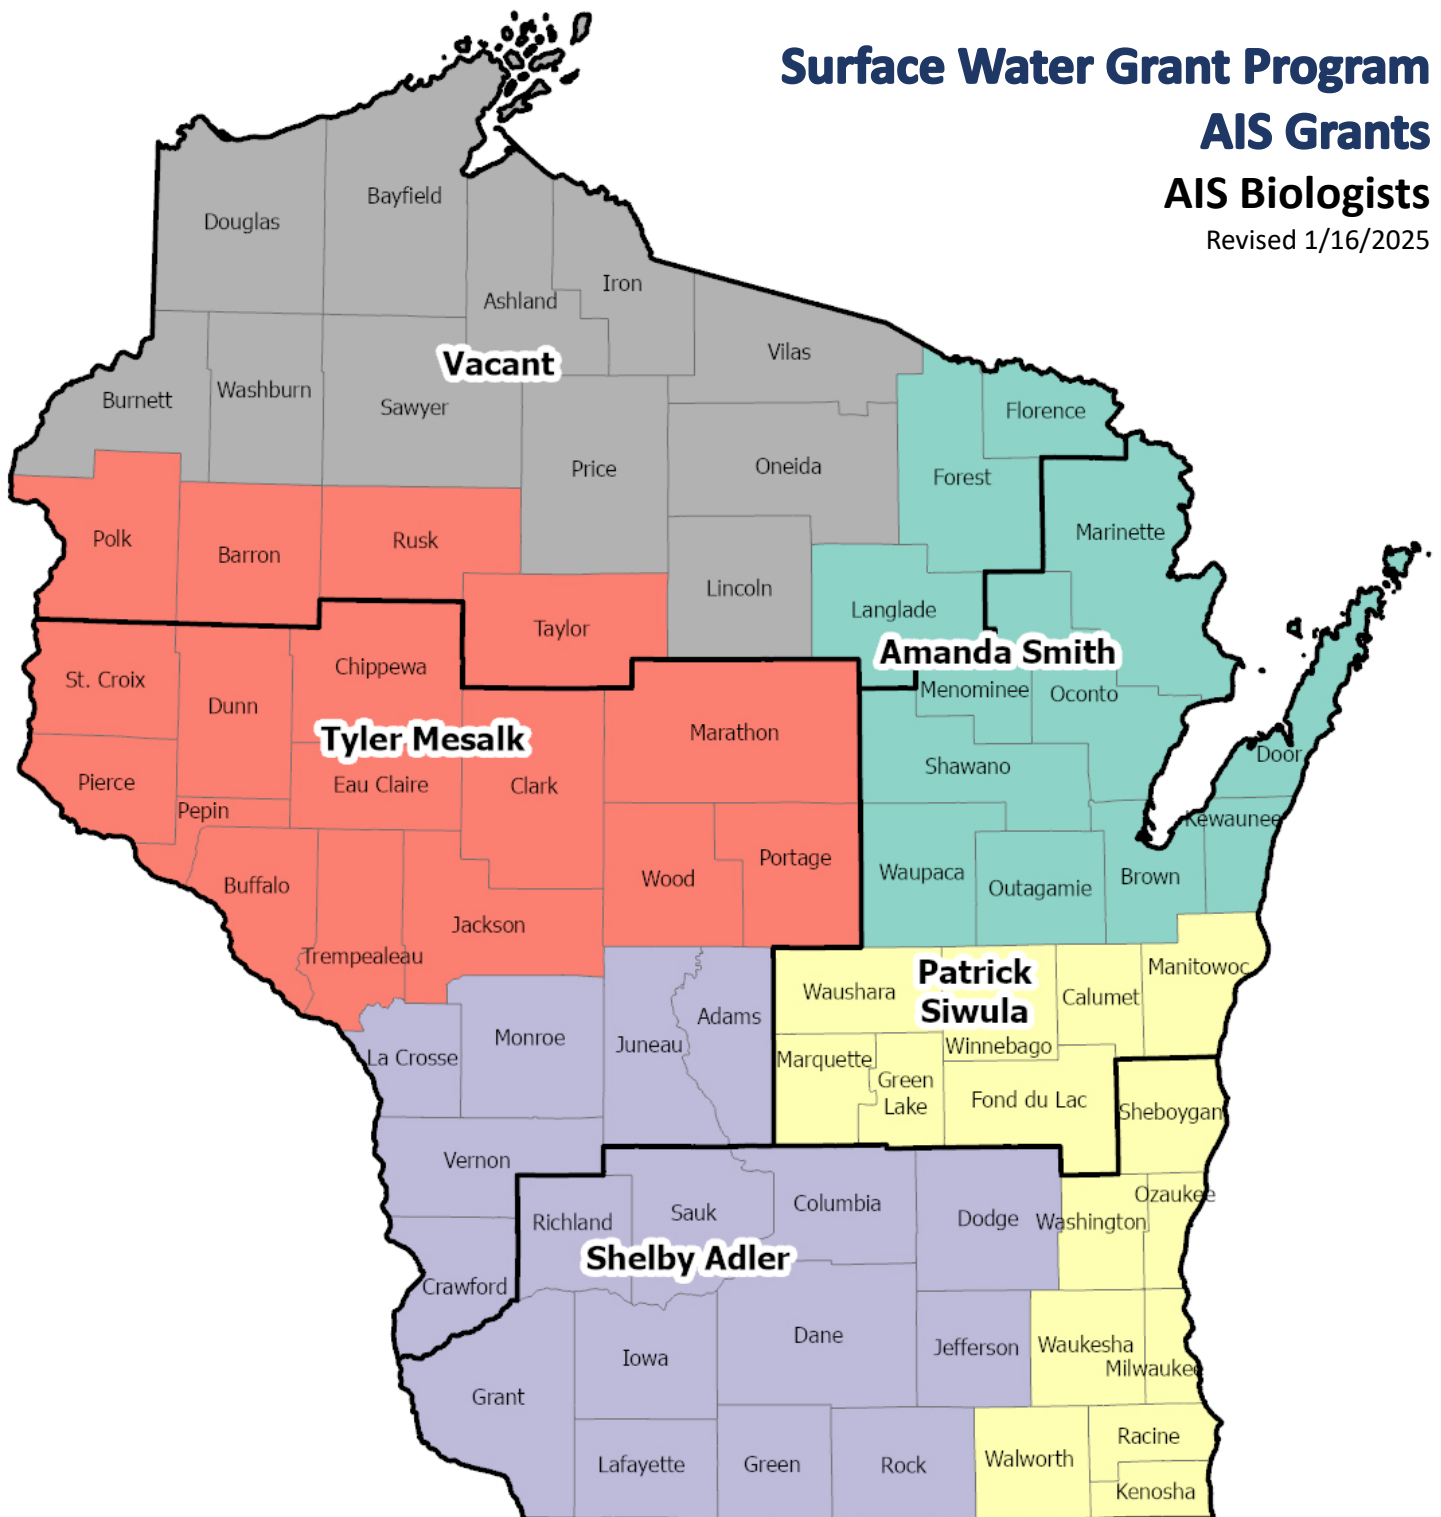 Surface Water Grant Program
AIS Grants
AIS Biologists
Revised 1/16/2025
Douglas
Bayfield
Ashland
Iron
Vilas
Vacant
Burnett
Washburn
Sawyer
Price
Oneida
Florence
Forest
Marinette
Polk
Barron
Rusk
Lincoln
Langlade
Taylor
Amanda Smith
Chippewa
St. Croix
Dunn
Menominee
Oconto
Tyler Mesalk
Marathon
Shawano
Door
Pierce
Eau Claire
Clark
Pepin
Kewaunee
Buffalo
Wood
Portage
Waupaca
Outagamie
Brown
Jackson
Trempealeau
Patrick
Siwula
Manitowoc
Waushara
Calumet
Adams
Monroe
Juneau
La Crosse
Marquette
Winnebago
Green
Lake
Fond du Lac
Sheboygan
Vernon
Richland
Sauk
Columbia
Dodge
Washington
Ozaukee
Shelby Adler
Crawford
Dane
Iowa
Jefferson
Waukesha
Milwaukee
Grant
Lafayette
Green
Rock
Walworth
Racine
Kenosha